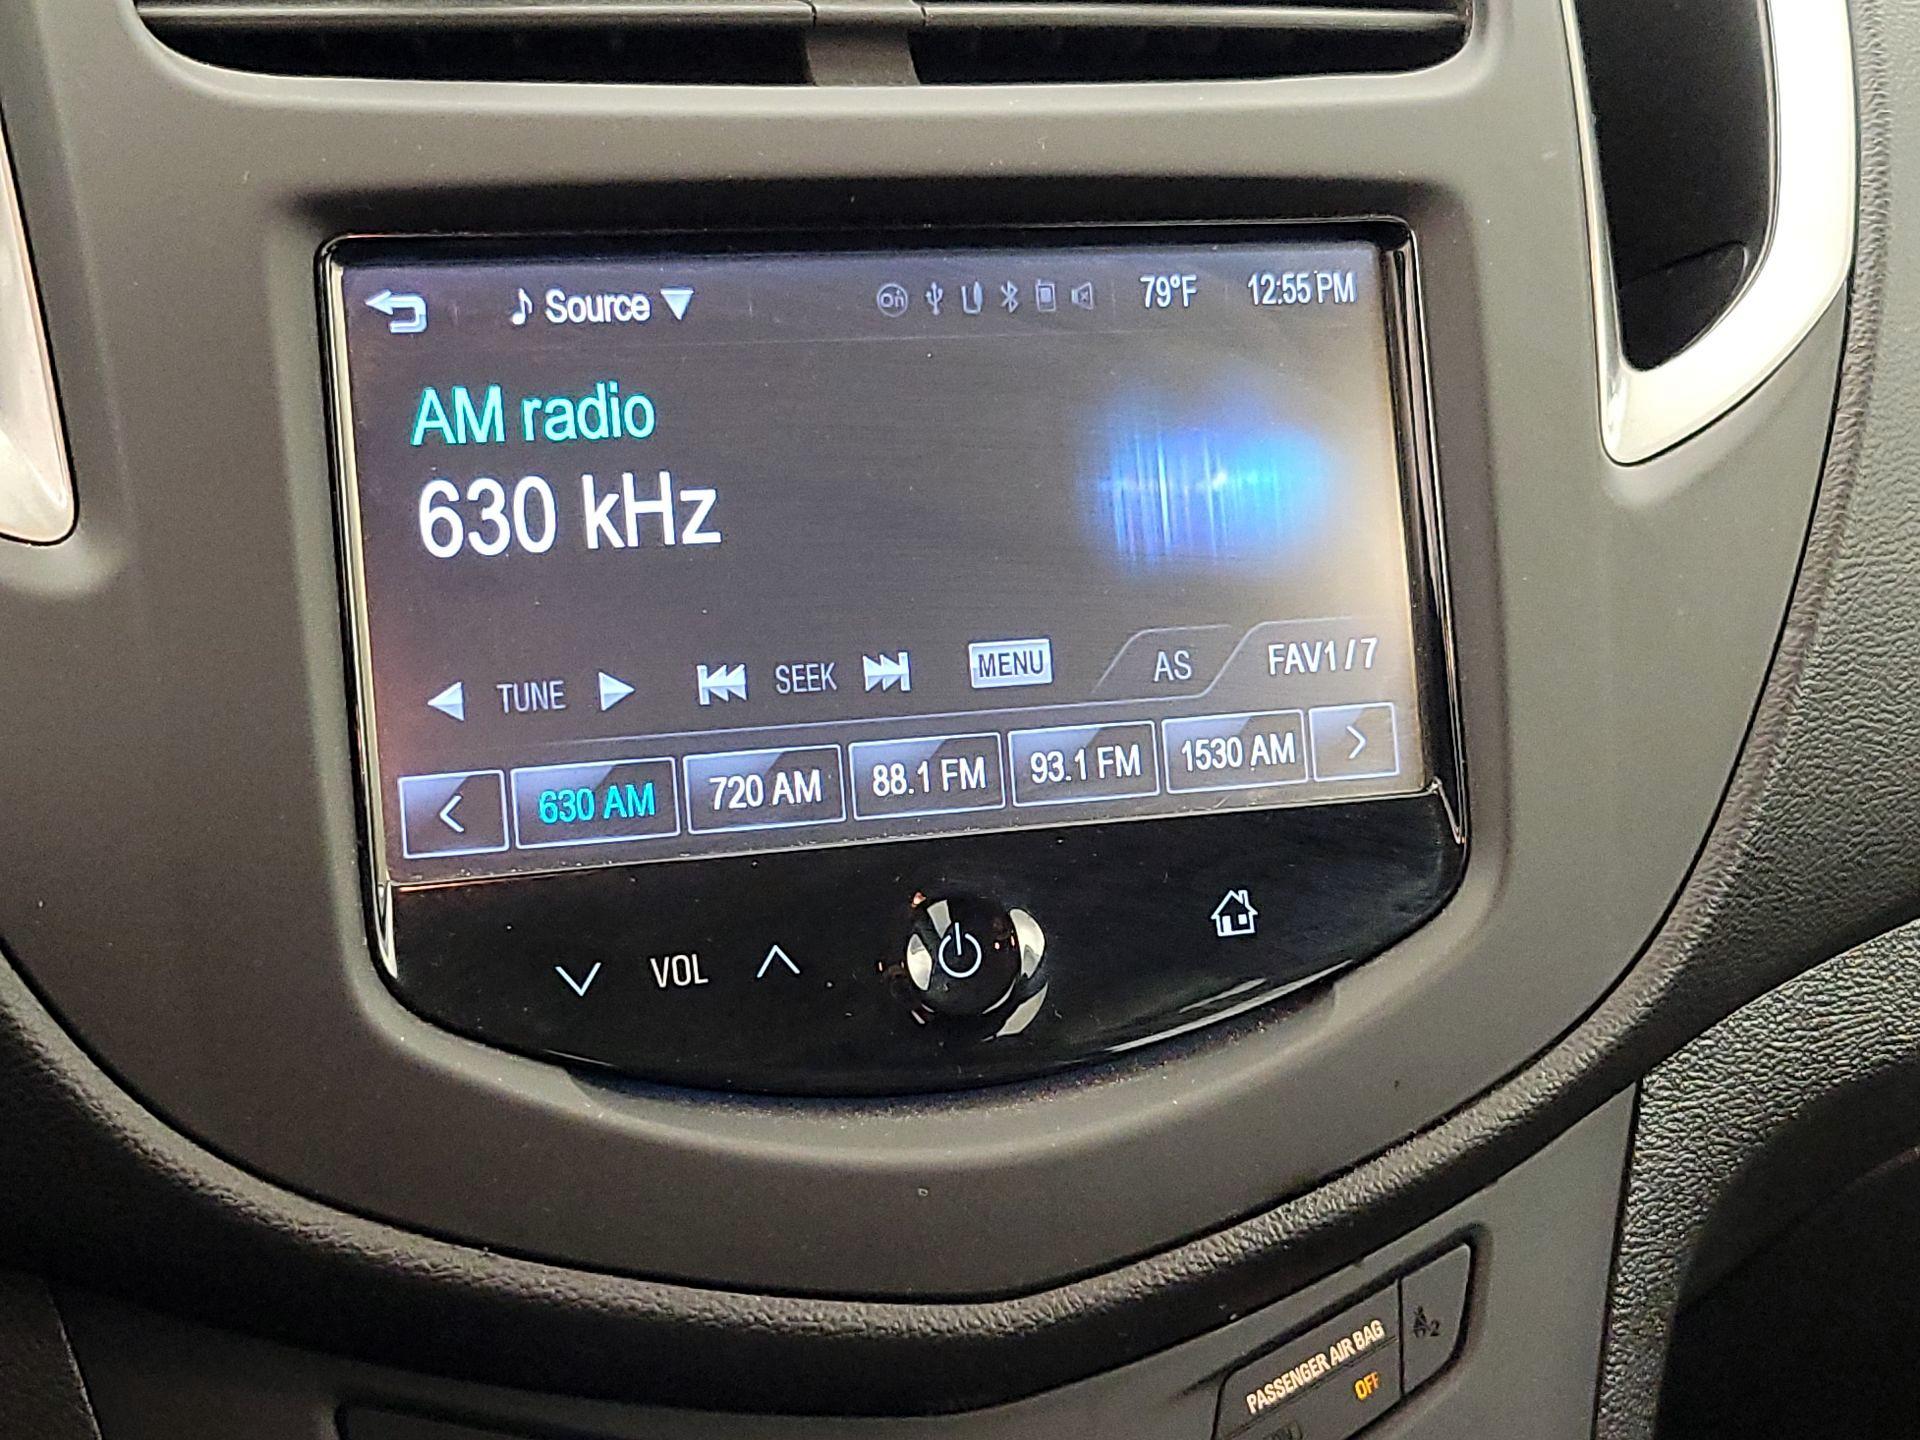 Source 79°F 12:55 PM
AM radio
630 kHz
TUNE SEEK MENU AS FAV1 / 7
630 AM 720 AM 88.1 FM 93.1 FM 1530 AM
VOL
PASSENGER AIR BAG
OFF
2